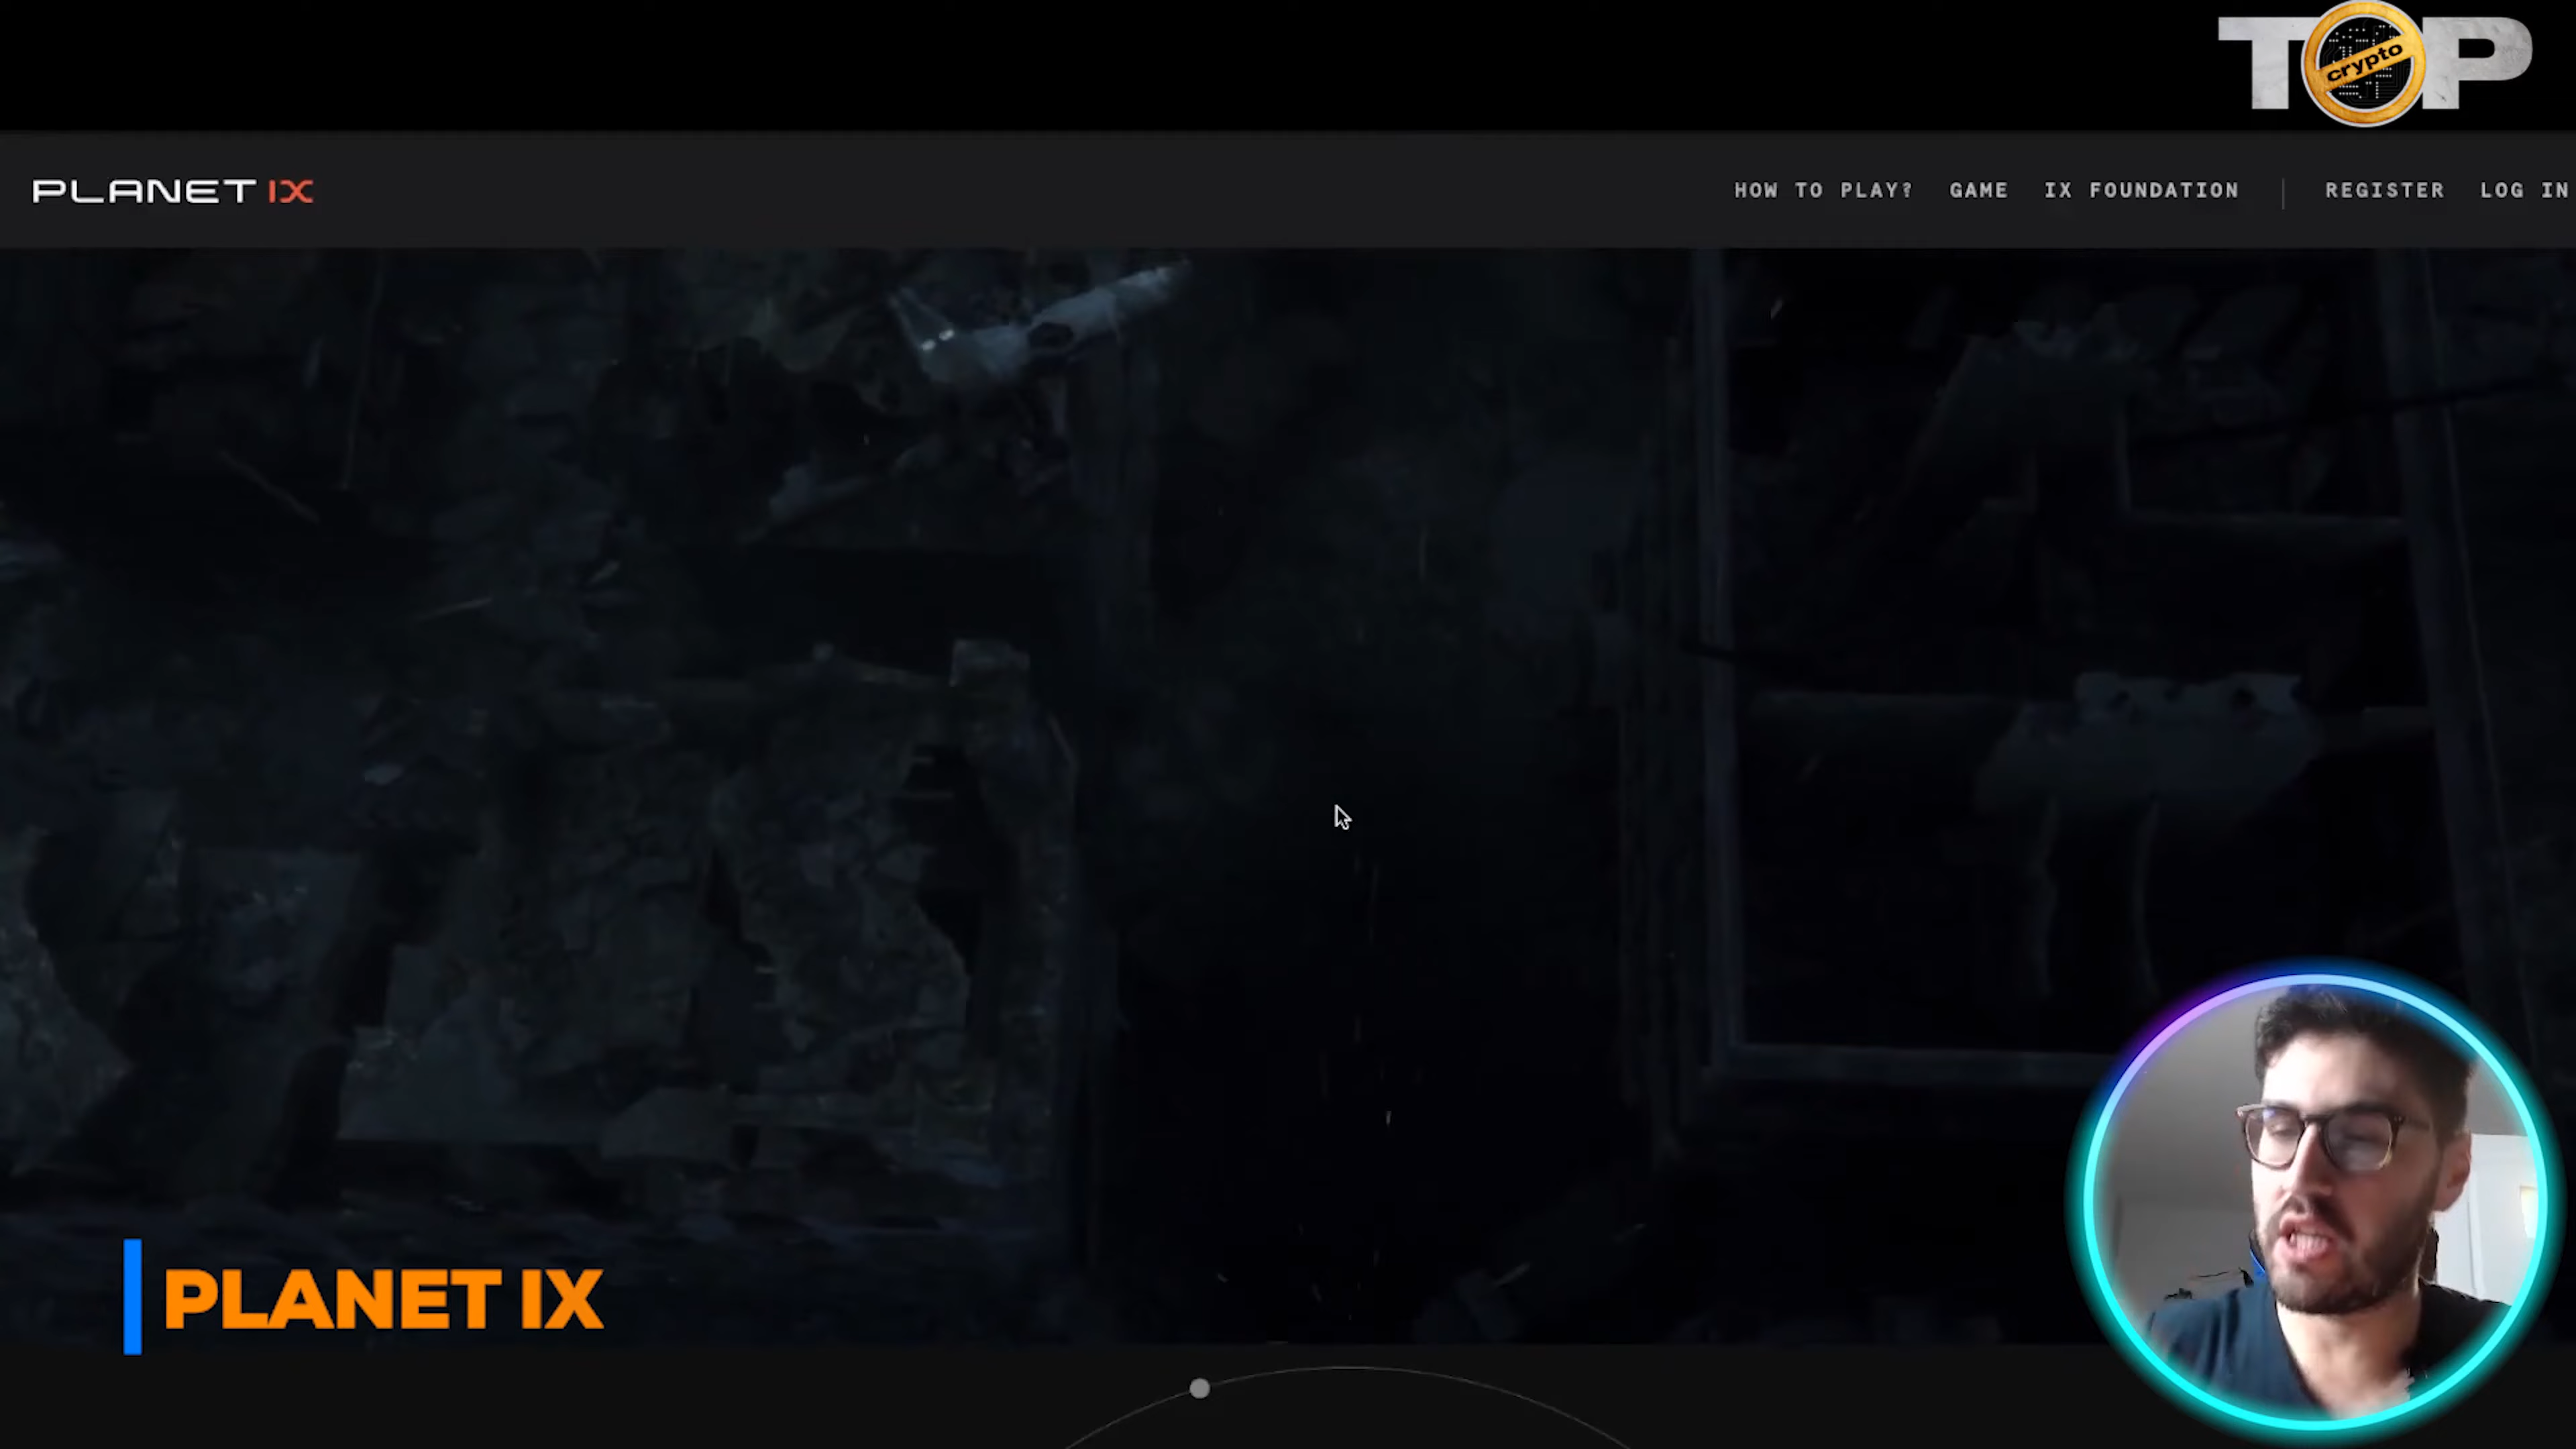 TOP
crypto
PLANET IX
HOW TO PLAY? GAME IX FOUNDATION REGISTER LOG IN
PLANET IX